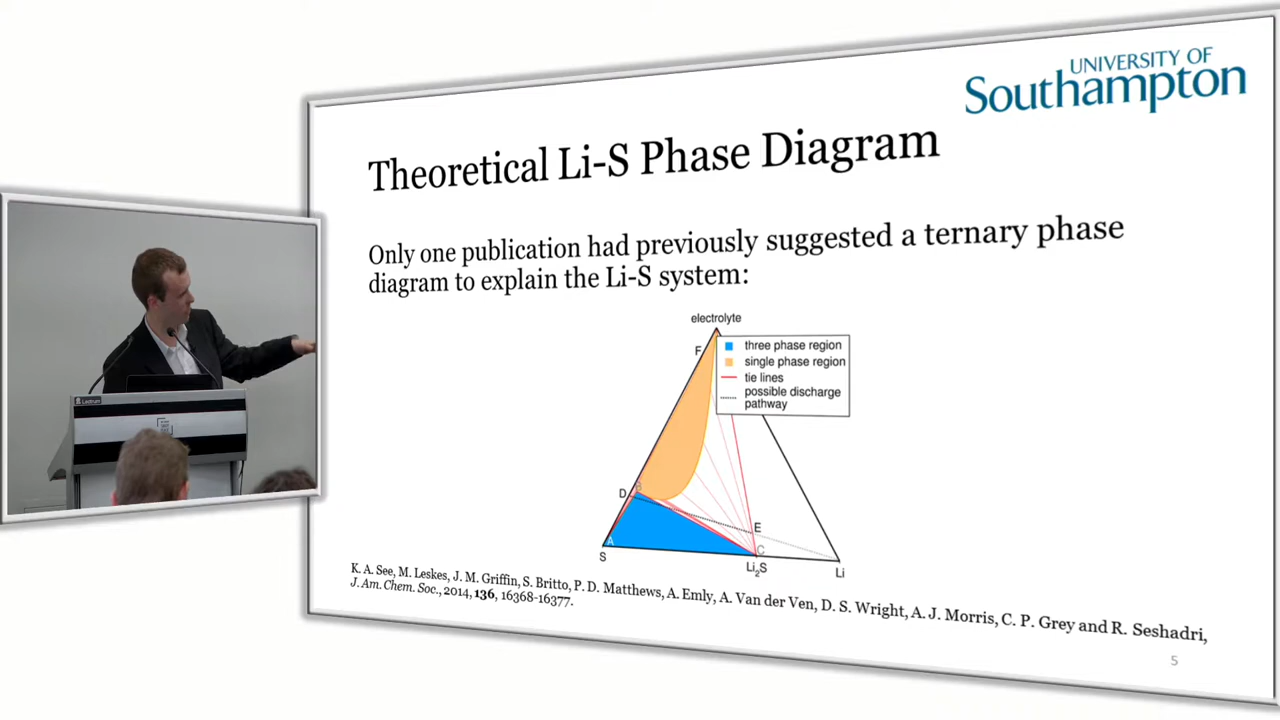 UNIVERSITY OF
Southampton
Theoretical Li-S Phase Diagram
Only one publication had previously suggested a ternary phase
diagram to explain the Li-S system:
electrolyte
F
three phase region
single phase region
tie lines
possible discharge
pathway
D
B
E
A
C
S
Li₂S
Li
K. A. See, M. Leskes, J. M. Griffin, S. Britto, P. D. Matthews, A. Emly, A. Van der Ven, D. S. Wright, A. J. Morris, C. P. Grey and R. Seshadri,
J. Am. Chem. Soc., 2014, 136, 16368-16377.
5